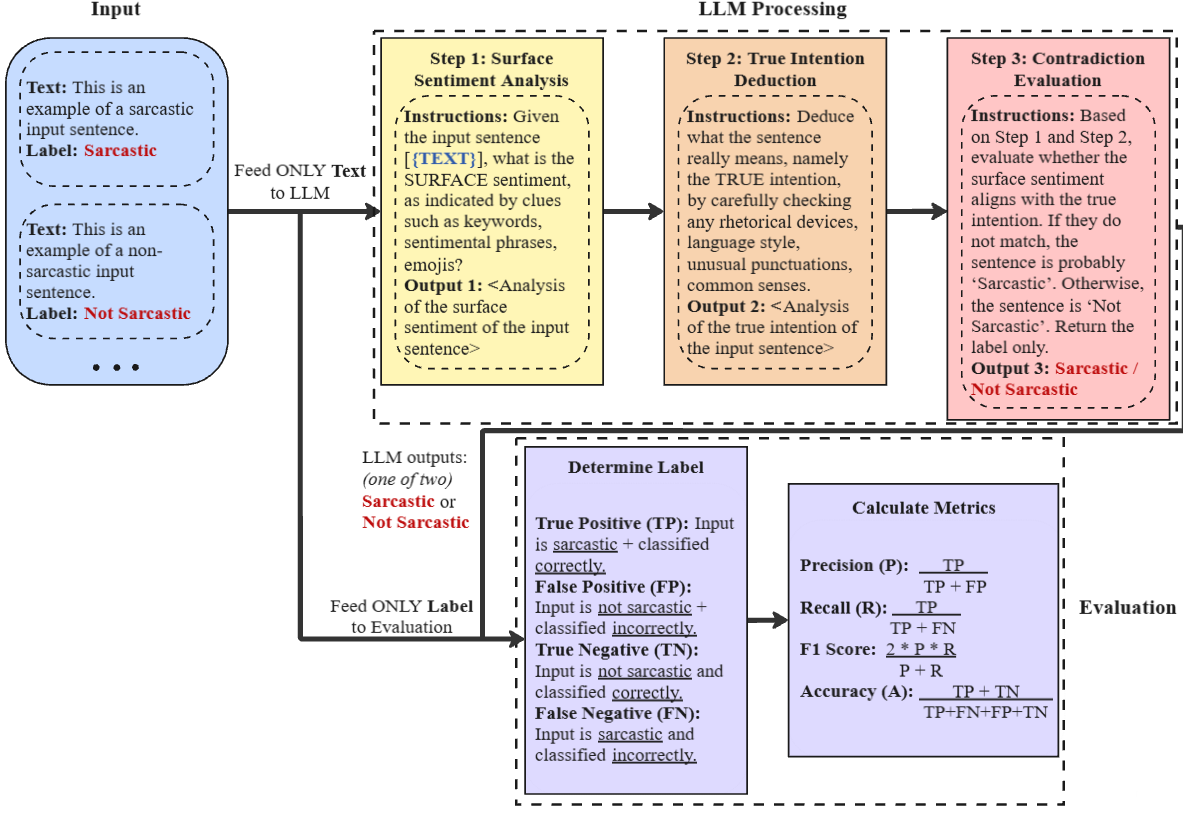 Input
Text: This is an
example of a sarcastic
input sentence.
Label: Sarcastic
Text: This is an
example of a non-
sarcastic input
sentence.
Label: Not Sarcastic
• • •
Feed ONLY Text
to LLM
LLM Processing
Step 1: Surface
Sentiment Analysis
Instructions: Given
the input sentence
[{TEXT}], what is the
SURFACE sentiment,
as indicated by clues
such as keywords,
sentimental phrases,
emojis?
Output 1: <Analysis
of the surface
sentiment of the input
sentence>
Step 2: True Intention
Deduction
Instructions: Deduce
what the sentence
really means, namely
the TRUE intention,
by carefully checking
any rhetorical devices,
language style,
unusual punctuations,
common senses.
Output 2: <Analysis
of the true intention of
the input sentence>
Step 3: Contradiction
Evaluation
Instructions: Based
on Step 1 and Step 2,
evaluate whether the
surface sentiment
aligns with the true
intention. If they do
not match, the
sentence is probably
‘Sarcastic’. Otherwise,
the sentence is ‘Not
Sarcastic’. Return the
label only.
Output 3: Sarcastic /
Not Sarcastic
LLM outputs:
(one of two)
Sarcastic or
Not Sarcastic
Feed ONLY Label
to Evaluation
Determine Label
True Positive (TP): Input
is sarcastic + classified
correctly.
False Positive (FP):
Input is not sarcastic +
classified incorrectly.
True Negative (TN):
Input is not sarcastic and
classified correctly.
False Negative (FN):
Input is sarcastic and
classified incorrectly.
Calculate Metrics
Precision (P): TP
TP + FP
Recall (R): TP
TP + FN
F1 Score: 2 * P * R
P + R
Accuracy (A): TP + TN
TP+FN+FP+TN
Evaluation